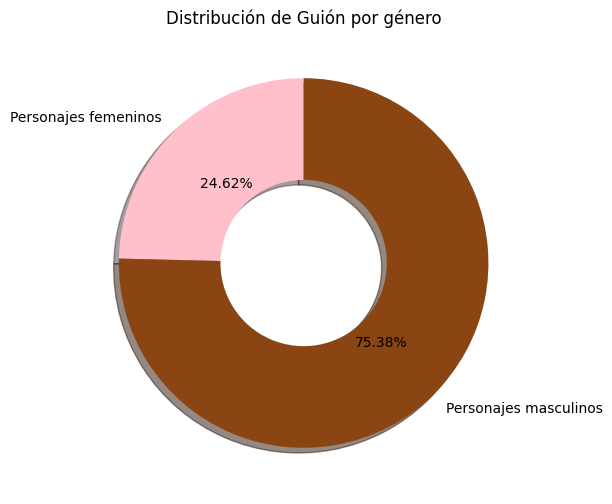 Distribución de Guión por género
Personajes femeninos
24.62%
75.38%
Personajes masculinos